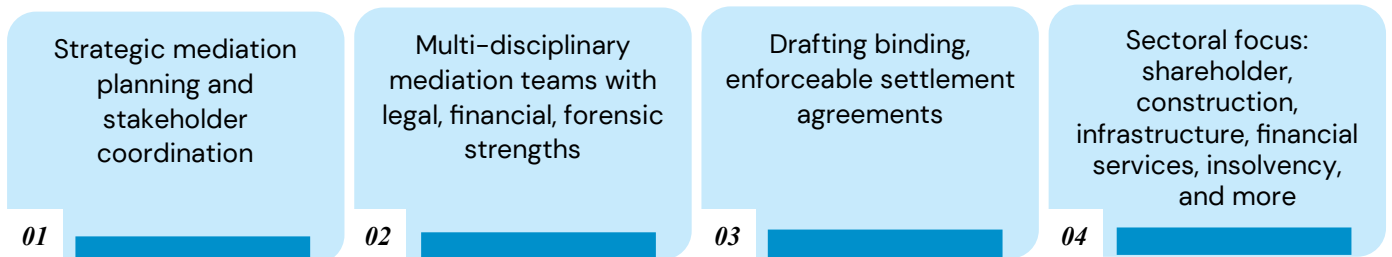 Strategic mediation
planning and
stakeholder
coordination
01
Multi-disciplinary
mediation teams with
legal, financial, forensic
strengths
02
Drafting binding,
enforceable settlement
agreements
03
Sectoral focus:
shareholder,
construction,
infrastructure, financial
services, insolvency,
and more
04